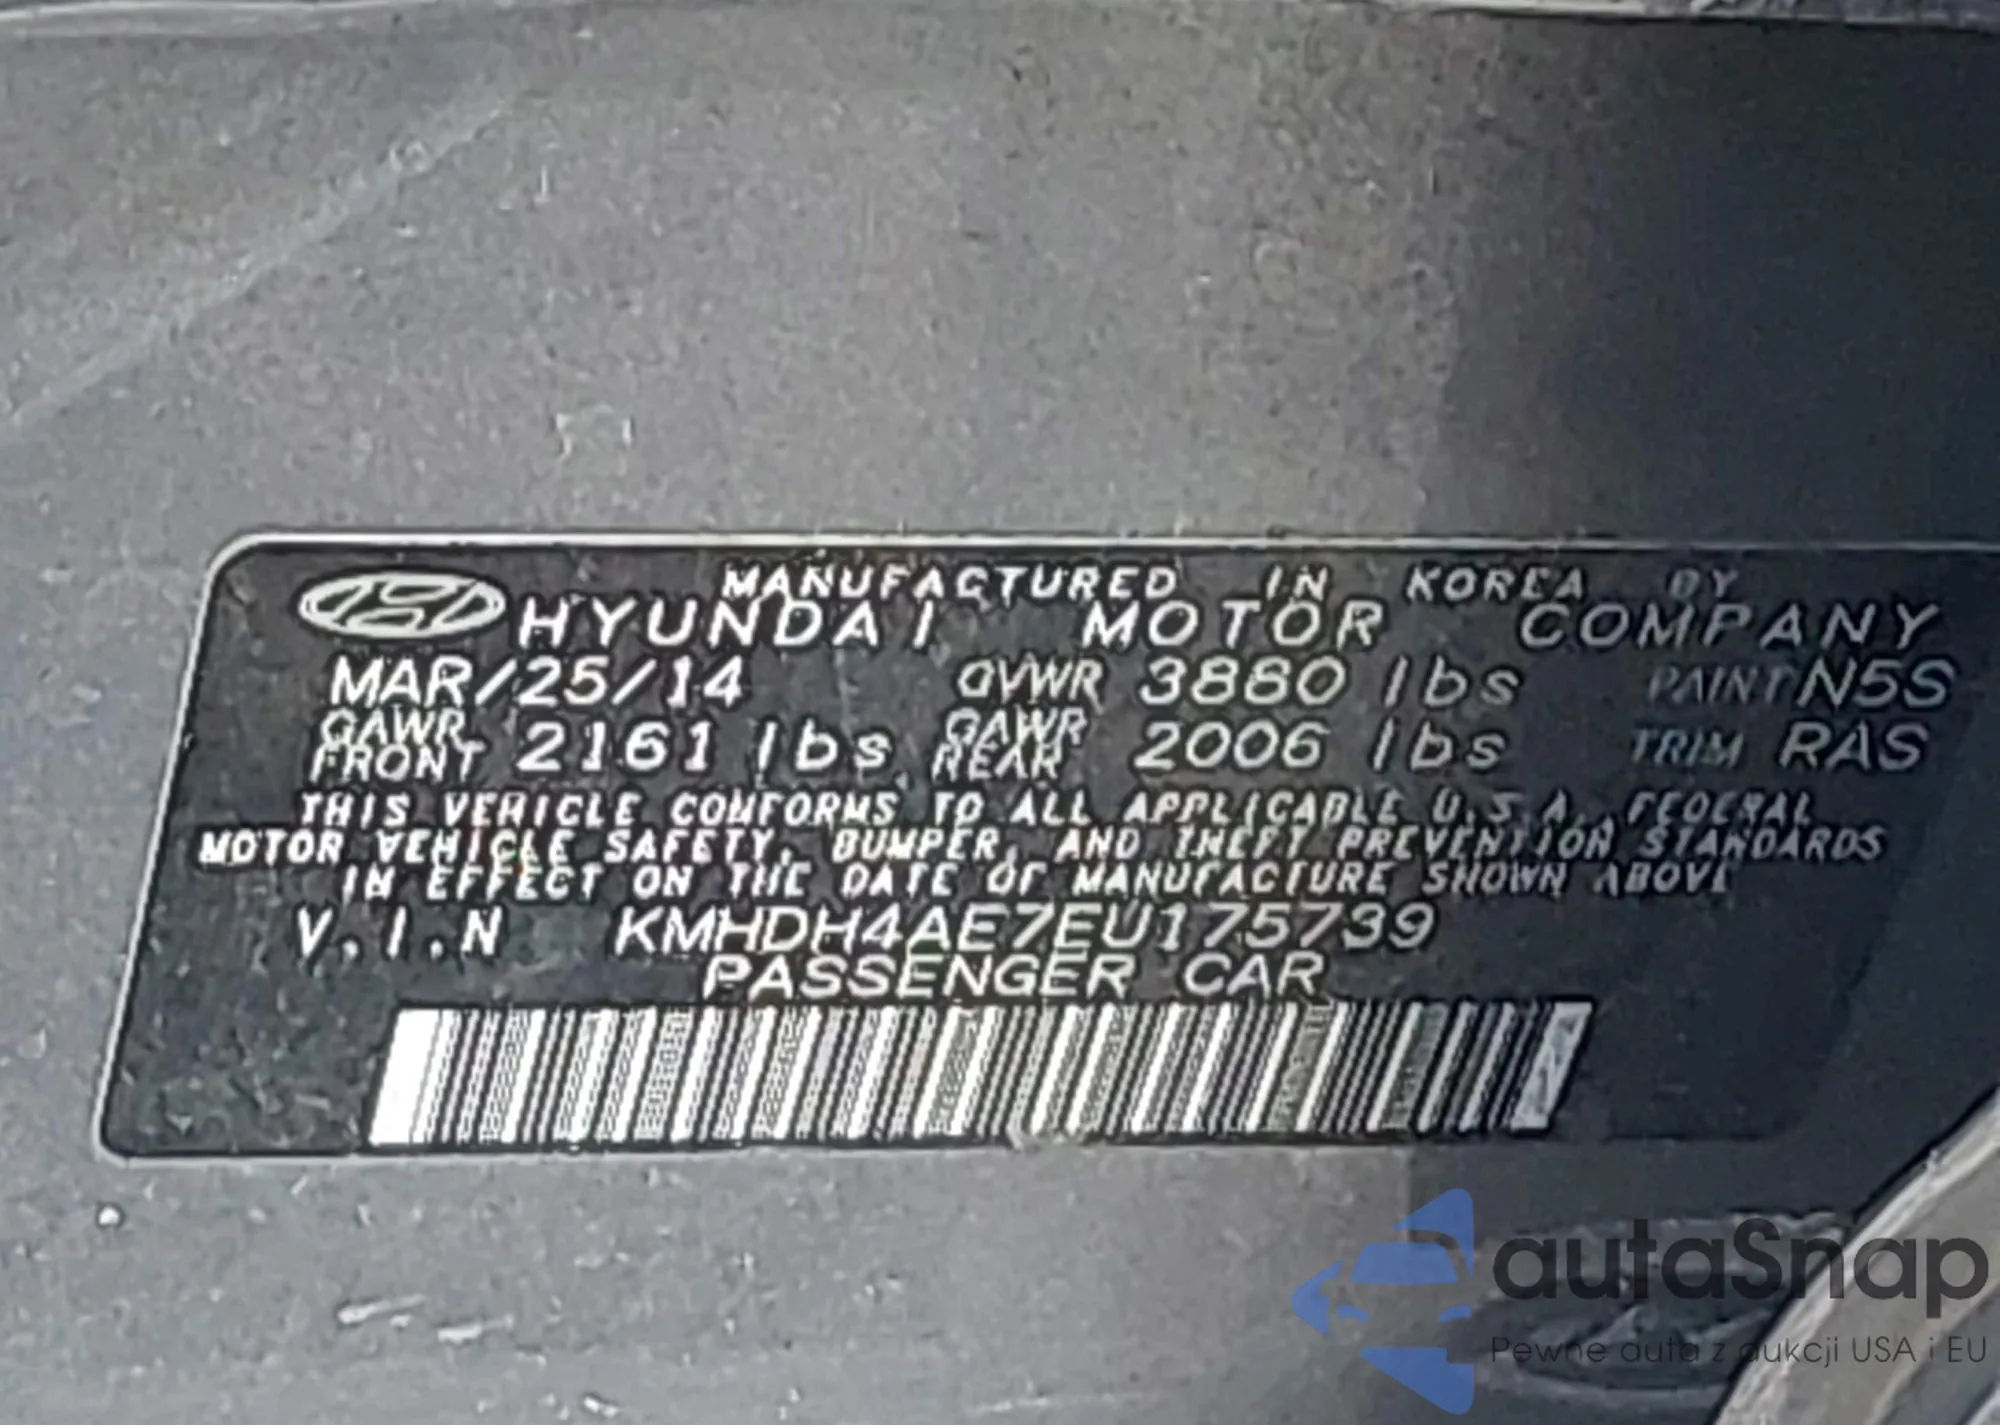 MANUFACTURED IN KOREA BY
HYUNDAI MOTOR COMPANY
MAR/25/14 GVWR 3880 lbs PAINT N5S
GAWR FRONT 2161 lbs GAWR REAR 2006 lbs TRIM RAS
THIS VEHICLE CONFORMS TO ALL APPLICABLE U.S.A. FEDERAL
MOTOR VEHICLE SAFETY, BUMPER, AND THEFT PREVENTION STANDARDS
IN EFFECT ON THE DATE OF MANUFACTURE SHOWN ABOVE
V.I.N KMHDH4AE7EU175739
PASSENGER CAR
autaSnap
Pewne auta z aukcji USA i EU